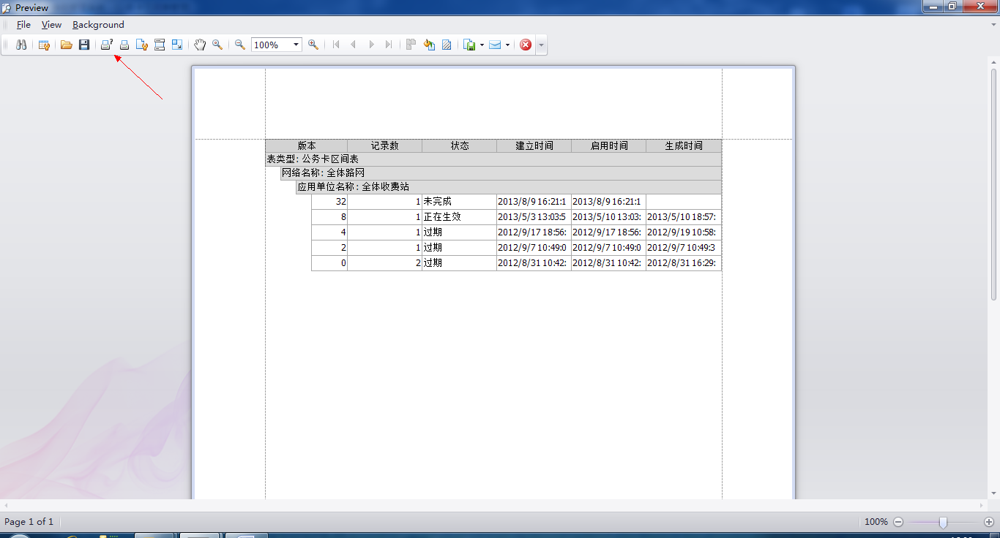 Preview
File View Background
100%
版本 记录数 状态 建立时间 启用时间 生成时间
表类型: 公务卡区间表
网络名称: 全体路网
应用单位名称: 全体收费站
32 1 未完成 2013/8/9 16:21:1 2013/8/9 16:21:1
8 1 正在生效 2013/5/3 13:03:5 2013/5/10 13:03: 2013/5/10 18:57:
4 1 过期 2012/9/17 18:56: 2012/9/17 18:56: 2012/9/19 10:58:
2 1 过期 2012/9/7 10:49:0 2012/9/7 10:49:0 2012/9/7 10:49:3
0 2 过期 2012/8/31 10:42: 2012/8/31 10:42: 2012/8/31 16:29:
Page 1 of 1 100%